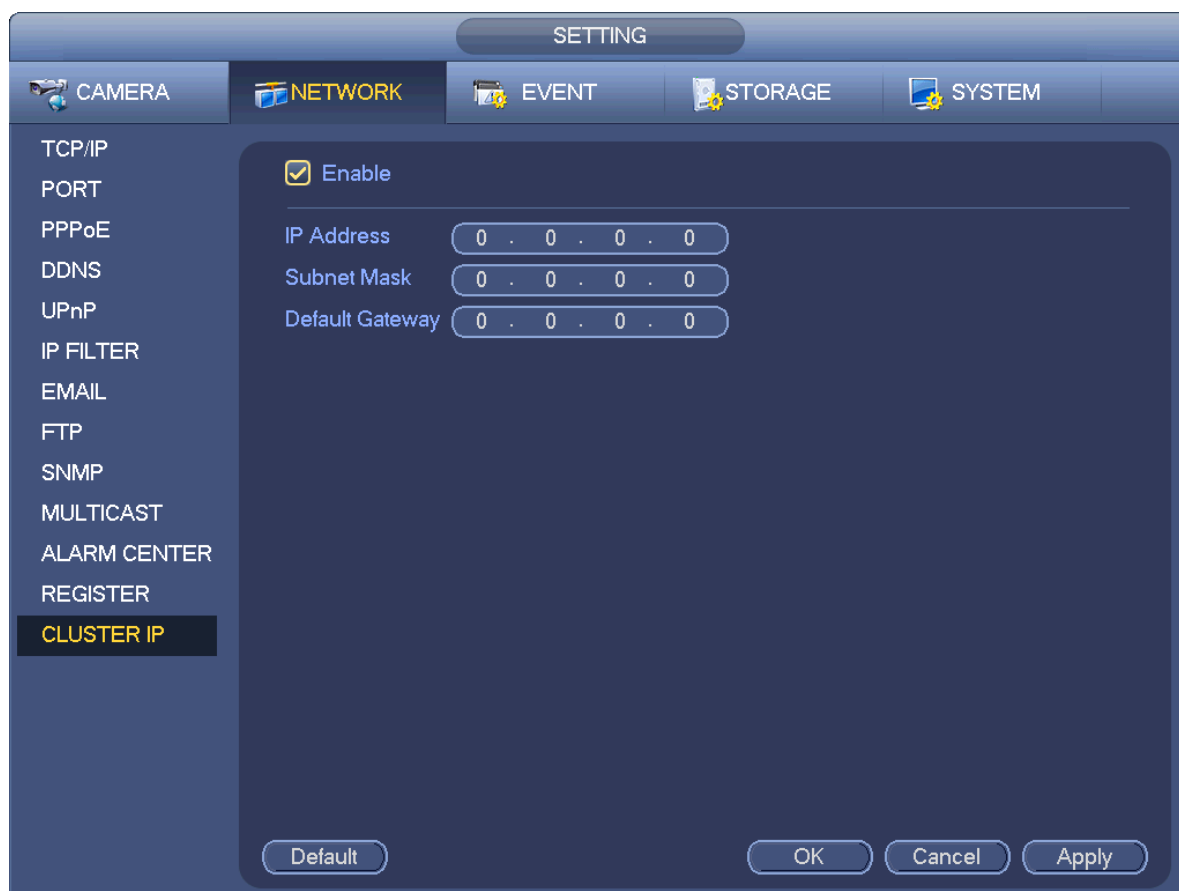 SETTING
CAMERA NETWORK EVENT STORAGE SYSTEM
TCP/IP
PORT
PPPoE
DDNS
UPnP
IP FILTER
EMAIL
FTP
SNMP
MULTICAST
ALARM CENTER
REGISTER
CLUSTER IP
Enable
IP Address 0 . 0 . 0 . 0
Subnet Mask 0 . 0 . 0 . 0
Default Gateway 0 . 0 . 0 . 0
Default OK Cancel Apply